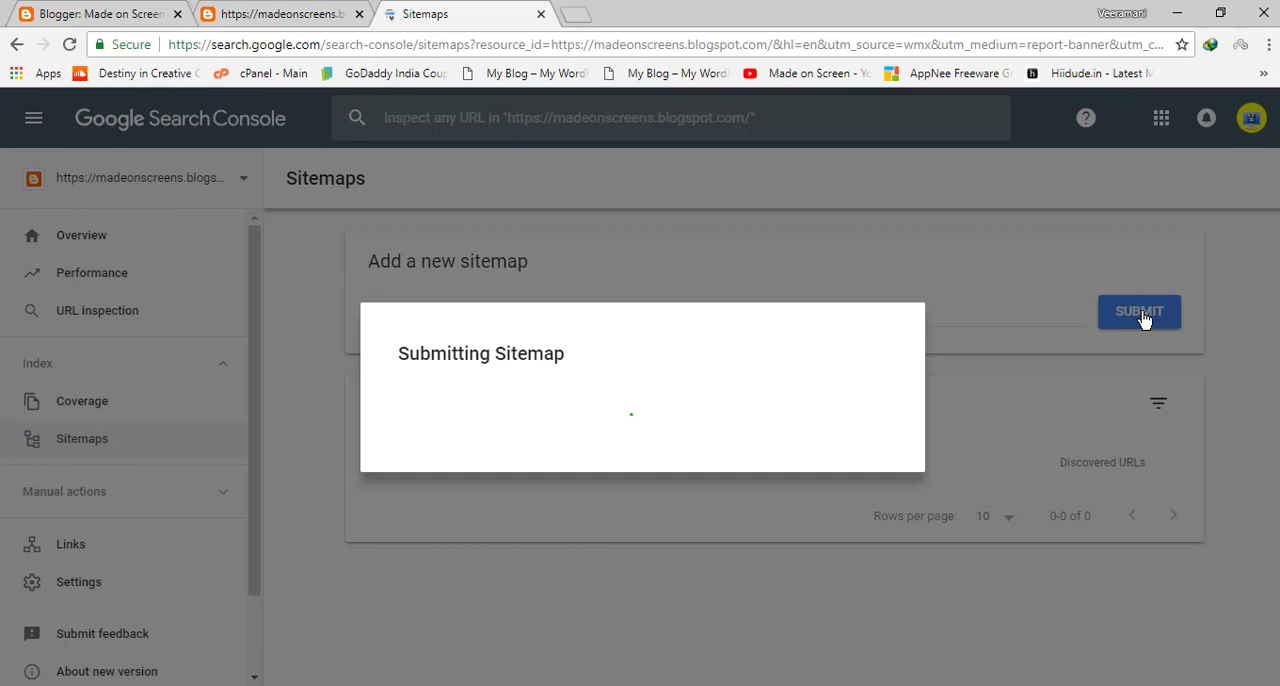 Blogger: Made on Screen
https://madeonscreens.b
Sitemaps
Veeramani
Secure
https://search.google.com/search-console/sitemaps?resource_id=https://madeonscreens.blogspot.com/&hl=en&utm_source=wmx&utm_medium=report-banner&utm_c...
Apps
Destiny in Creative
cPanel - Main
GoDaddy India Cou
My Blog – My Word
My Blog – My Word
Made on Screen - Yo
AppNee Freeware G
Hiidude.in - Latest M
Google Search Console
Inspect any URL in "https://madeonscreens.blogspot.com/"
https://madeonscreens.blogs...
Sitemaps
Overview
Performance
URL inspection
Index
Coverage
Sitemaps
Manual actions
Links
Settings
Submit feedback
About new version
Add a new sitemap
SUBMIT
Submitting Sitemap
Discovered URLs
Rows per page:
10
0-0 of 0